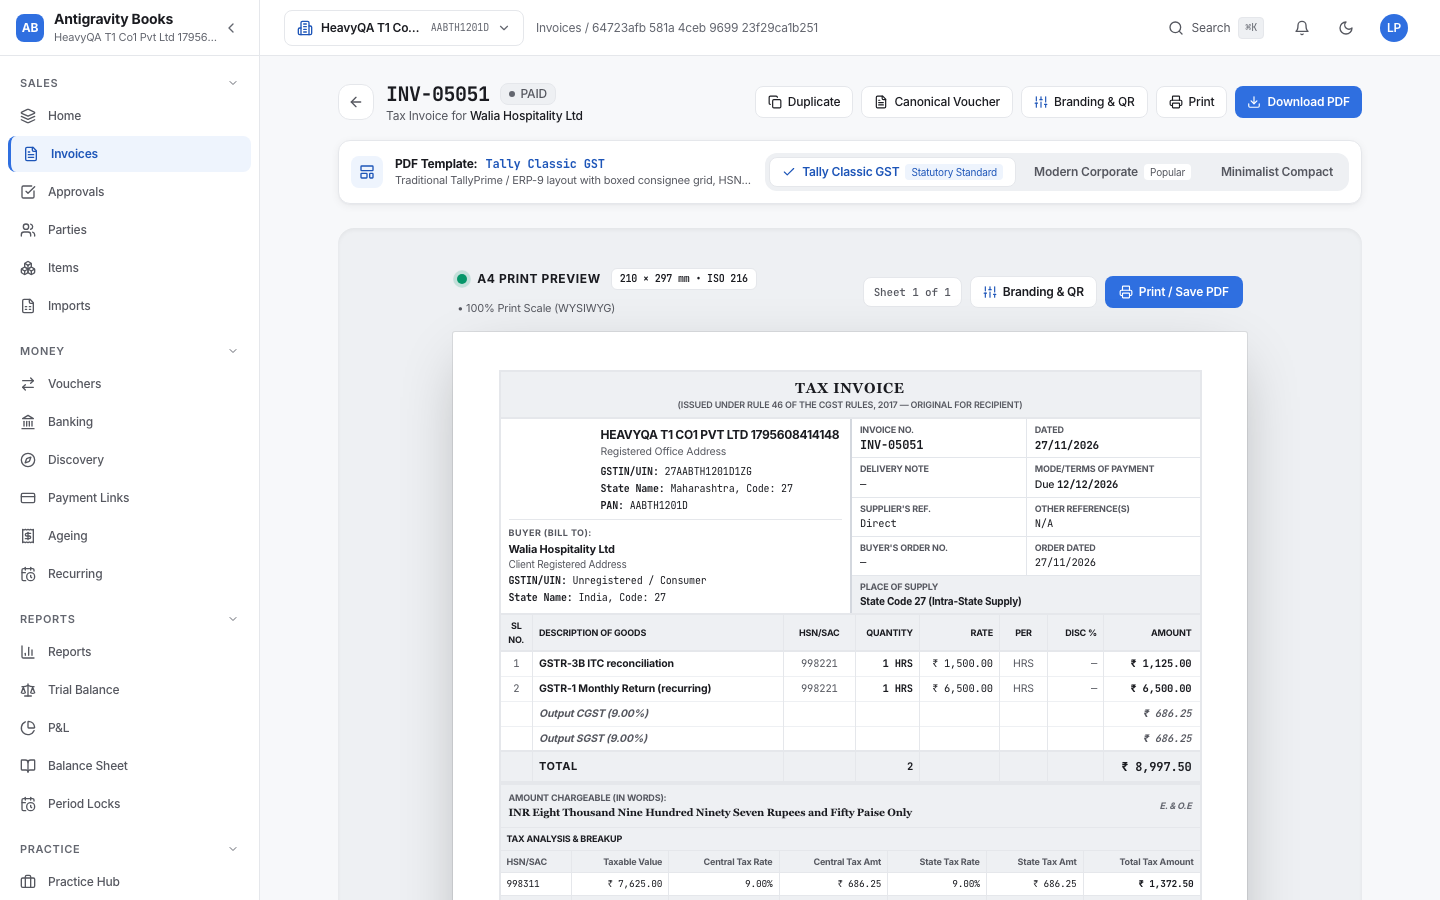 AB
Antigravity Books
HeavyQA T1 Co1 Pvt Ltd 17956...
SALES
Home
Invoices
Approvals
Parties
Items
Imports
MONEY
Vouchers
Banking
Discovery
Payment Links
Ageing
Recurring
REPORTS
Reports
Trial Balance
P&L
Balance Sheet
Period Locks
PRACTICE
Practice Hub
HeavyQA T1 Co... AABTH1201D
Invoices / 64723afb 581a 4ceb 9699 23f29ca1b251
Search ⌘K
LP
INV-05051 PAID
Tax Invoice for Walia Hospitality Ltd
Duplicate
Canonical Voucher
Branding & QR
Print
Download PDF
PDF Template: Tally Classic GST
Traditional TallyPrime / ERP-9 layout with boxed consignee grid, HSN...
Tally Classic GST Statutory Standard
Modern Corporate Popular
Minimalist Compact
A4 PRINT PREVIEW 210 × 297 mm • ISO 216
• 100% Print Scale (WYSIWYG)
Sheet 1 of 1
Branding & QR
Print / Save PDF
TAX INVOICE
(ISSUED UNDER RULE 46 OF THE CGST RULES, 2017 — ORIGINAL FOR RECIPIENT)
HEAVYQA T1 CO1 PVT LTD 1795608414148
Registered Office Address
GSTIN/UIN: 27AABTH1201D1ZG
State Name: Maharashtra, Code: 27
PAN: AABTH1201D
BUYER (BILL TO):
Walia Hospitality Ltd
Client Registered Address
GSTIN/UIN: Unregistered / Consumer
State Name: India, Code: 27
INVOICE NO. DATED
INV-05051 27/11/2026
DELIVERY NOTE MODE/TERMS OF PAYMENT
— Due 12/12/2026
SUPPLIER'S REF. OTHER REFERENCE(S)
Direct N/A
BUYER'S ORDER NO. ORDER DATED
— 27/11/2026
PLACE OF SUPPLY
State Code 27 (Intra-State Supply)
SL NO. DESCRIPTION OF GOODS HSN/SAC QUANTITY RATE PER DISC % AMOUNT
1 GSTR-3B ITC reconciliation 998221 1 HRS ₹ 1,500.00 HRS — ₹ 1,125.00
2 GSTR-1 Monthly Return (recurring) 998221 1 HRS ₹ 6,500.00 HRS — ₹ 6,500.00
Output CGST (9.00%) ₹ 686.25
Output SGST (9.00%) ₹ 686.25
TOTAL 2 ₹ 8,997.50
AMOUNT CHARGEABLE (IN WORDS):
INR Eight Thousand Nine Hundred Ninety Seven Rupees and Fifty Paise Only
E. & O.E
TAX ANALYSIS & BREAKUP
HSN/SAC Taxable Value Central Tax Rate Central Tax Amt State Tax Rate State Tax Amt Total Tax Amount
998311 ₹ 7,625.00 9.00% ₹ 686.25 9.00% ₹ 686.25 ₹ 1,372.50